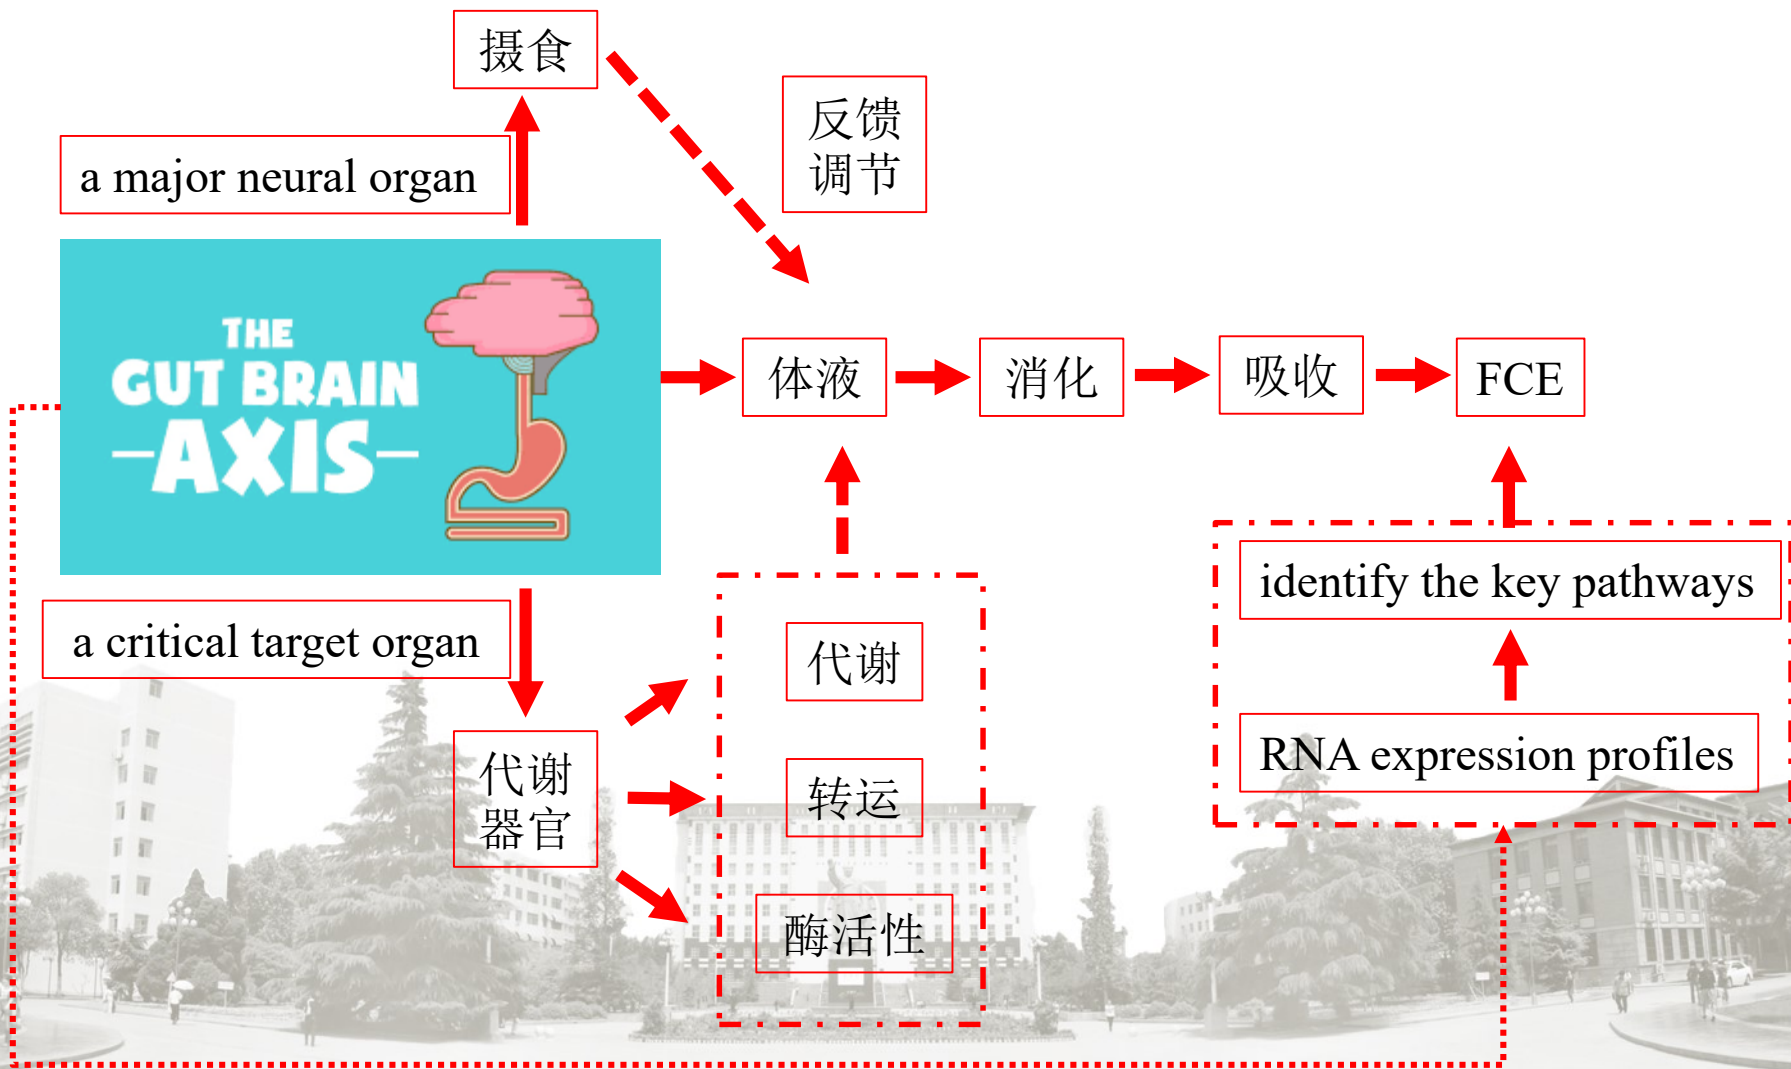 摄食
反馈
调节
a major neural organ
THE
GUT BRAIN
—AXIS—
体液
消化
吸收
FCE
identify the key pathways
a critical target organ
代谢
RNA expression profiles
代谢
器官
转运
酶活性